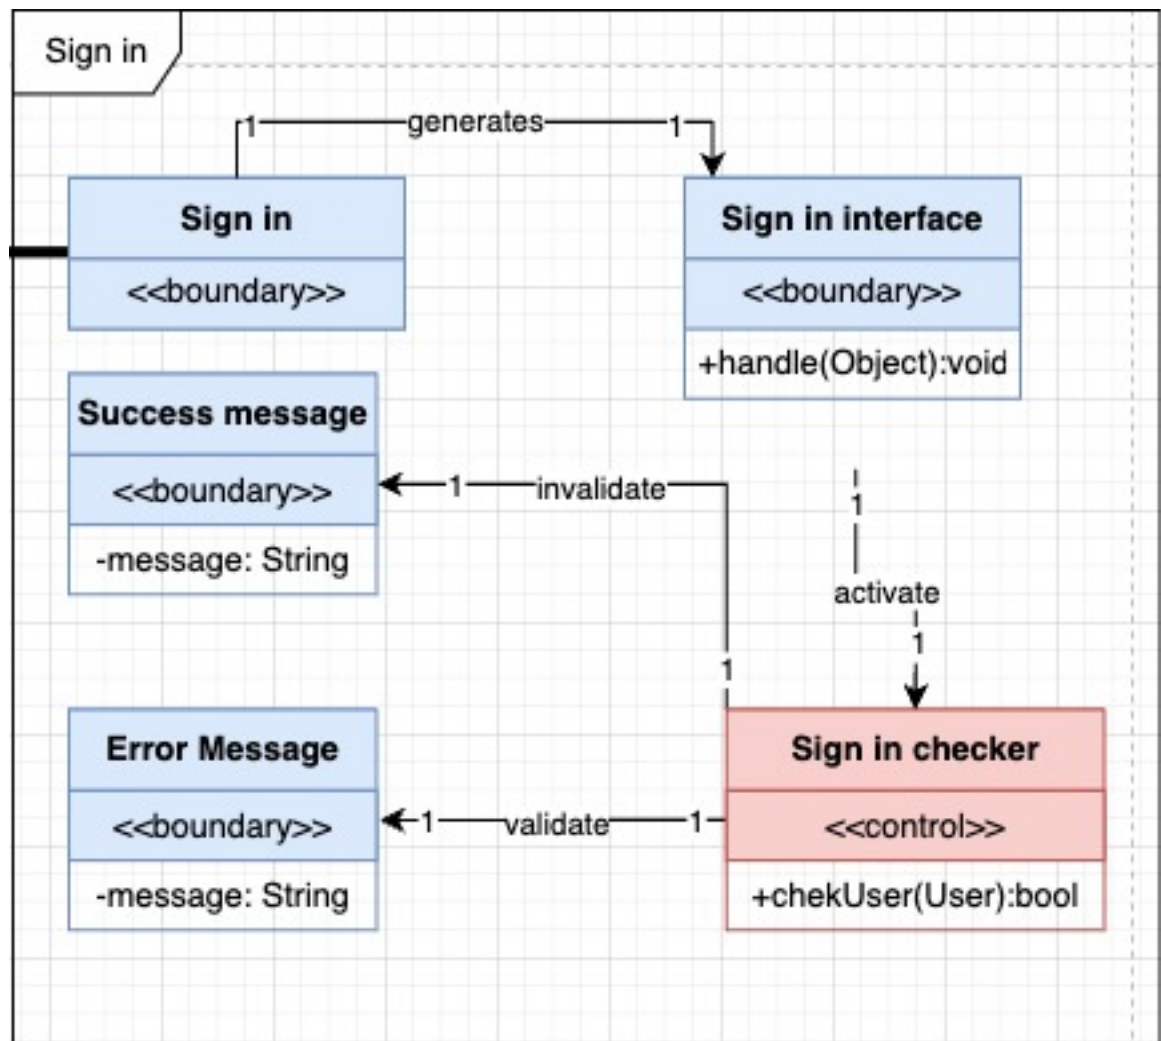 Sign in
1 generates 1
Sign in
<<boundary>>
Sign in interface
<<boundary>>
+handle(Object):void
Success message
<<boundary>>
-message: String
1 invalidate
1
1
activate
1
Error Message
<<boundary>>
-message: String
1 validate 1
Sign in checker
<<control>>
+chekUser(User):bool